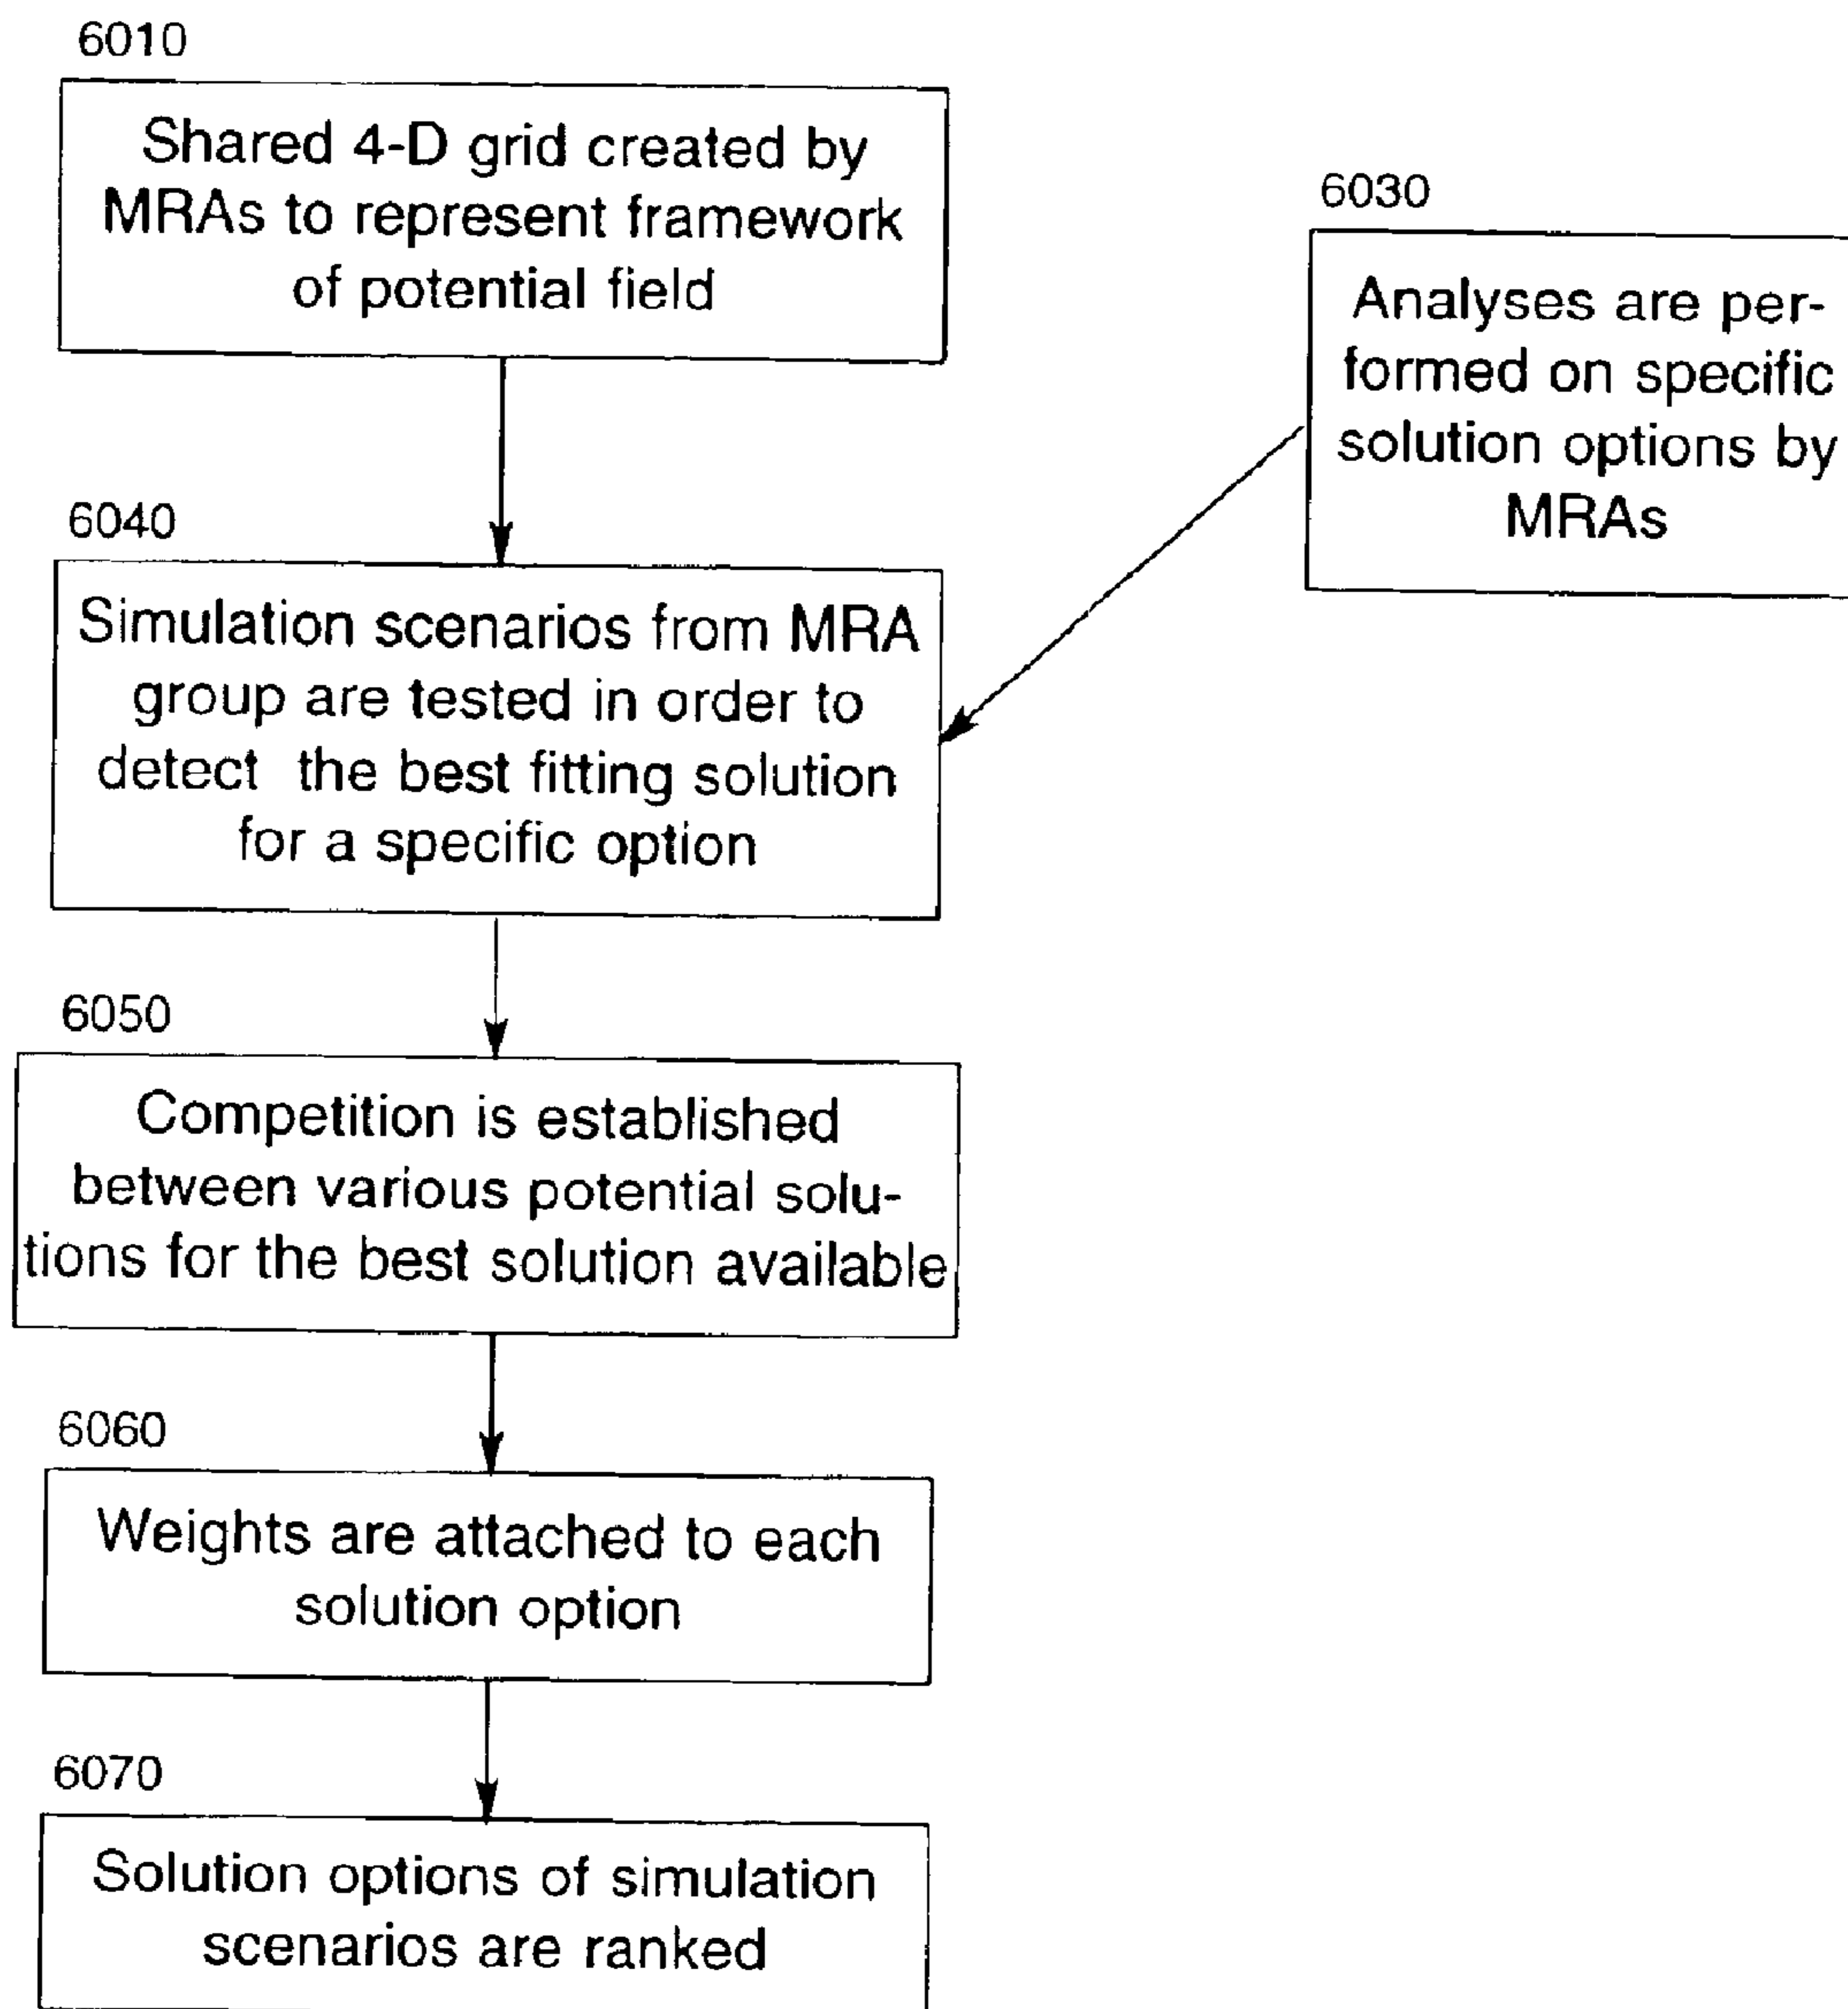 6010
Shared 4-D grid created by
MRAs to represent framework
of potential field
6030
Analyses are per-
formed on specific
solution options by
MRAs
6040
Simulation scenarios from MRA
group are tested in order to
detect the best fitting solution
for a specific option
6050
Competition is established
between various potential solu-
tions for the best solution available
6060
Weights are attached to each
solution option
6070
Solution options of simulation
scenarios are ranked